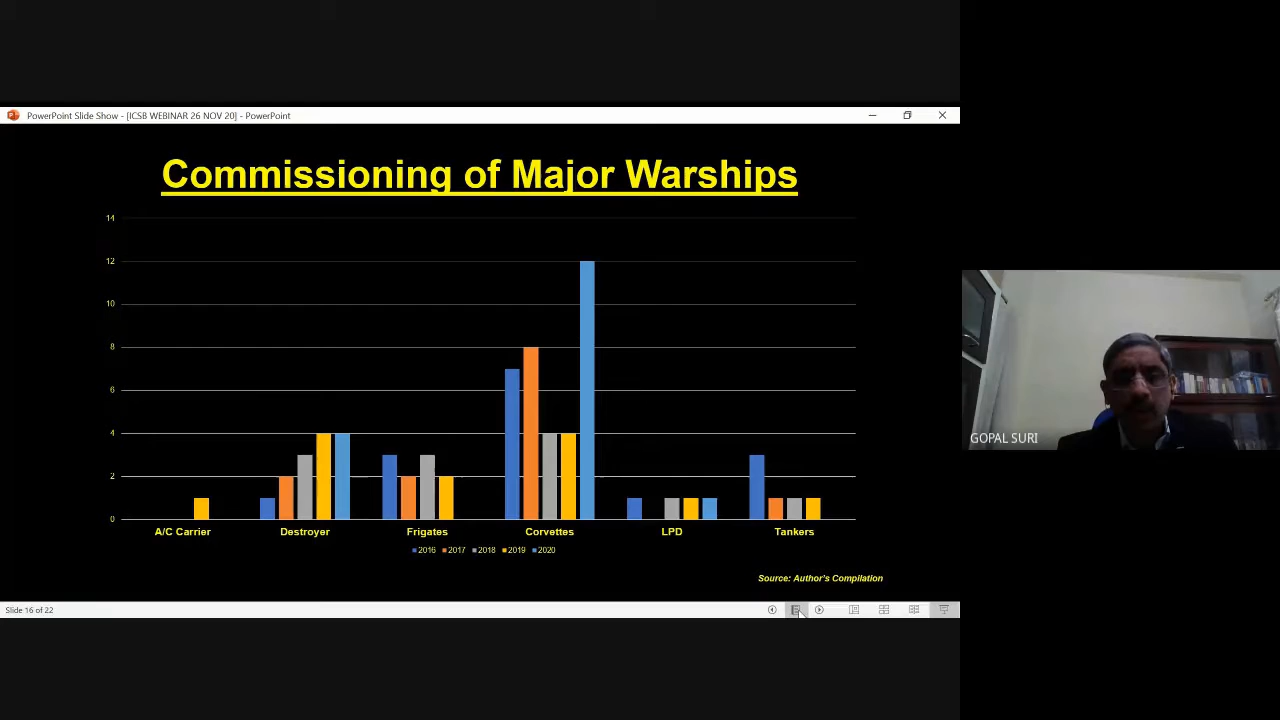 PowerPoint Slide Show - [ICSB WEBINAR 26 NOV 20] - PowerPoint
Commissioning of Major Warships
14
12
10
8
6
4
2
0
A/C Carrier Destroyer Frigates Corvettes LPD Tankers
2016 2017 2018 2019 2020
Source: Author's Compilation
GOPAL SURI
Slide 16 of 22